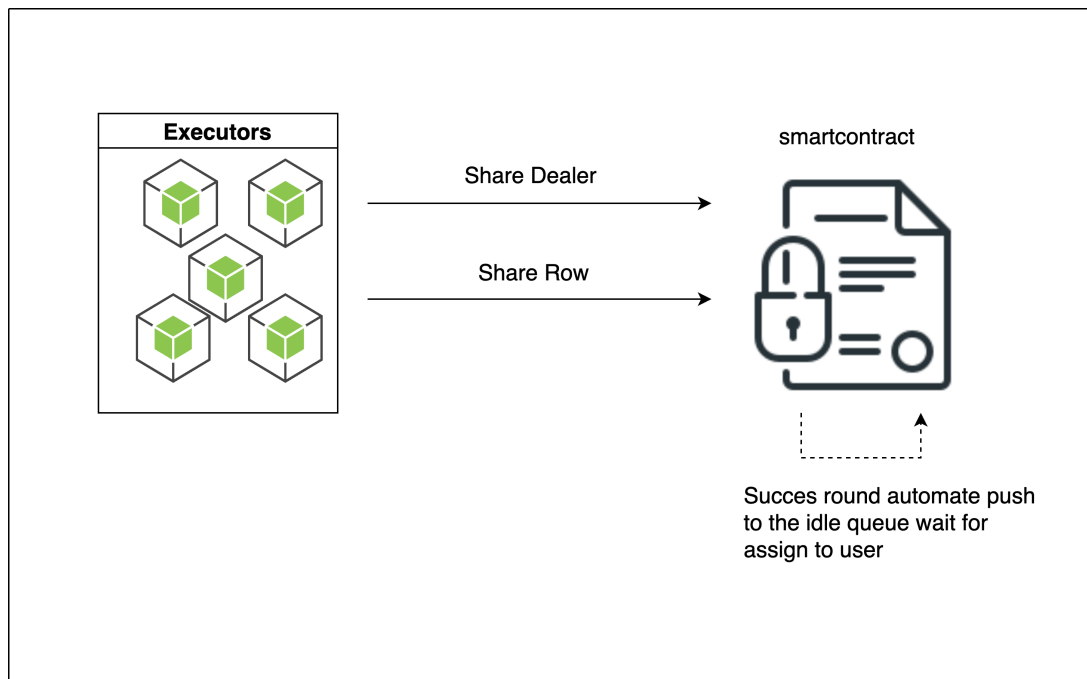 Executors
smartcontract
Share Dealer
Share Row
Succes round automate push
to the idle queue wait for
assign to user